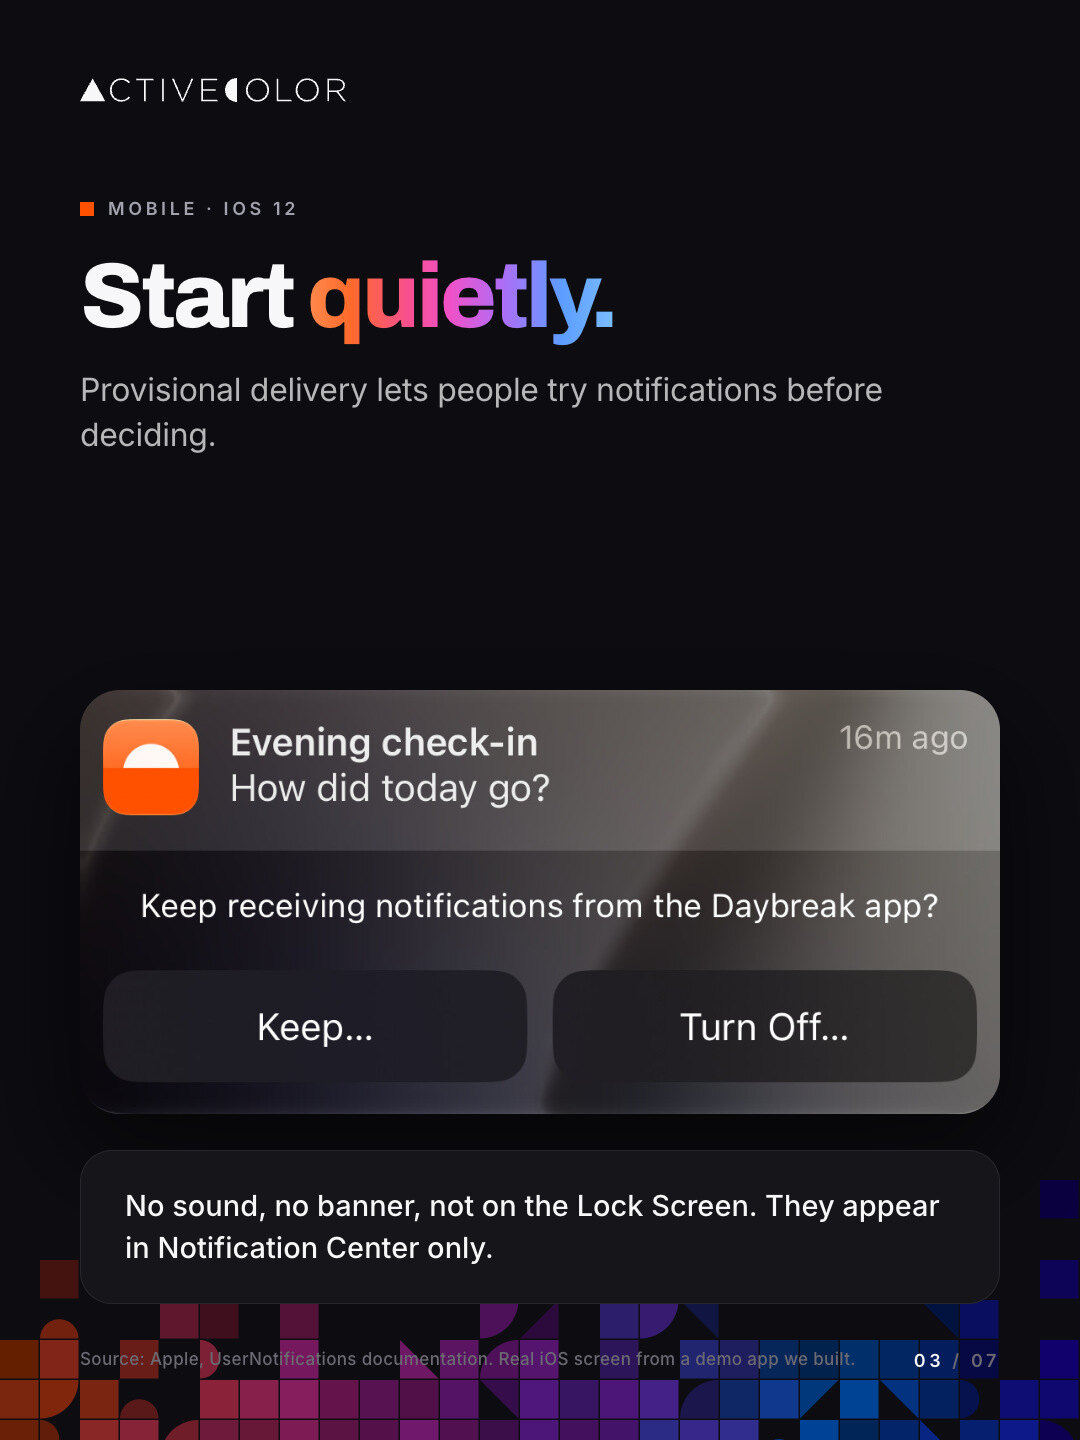 ACTIVECOLOR
MOBILE · IOS 12
Start quietly.
Provisional delivery lets people try notifications before
deciding.
Evening check-in
16m ago
How did today go?
Keep receiving notifications from the Daybreak app?
Keep...
Turn Off...
No sound, no banner, not on the Lock Screen. They appear
in Notification Center only.
Source: Apple, UserNotifications documentation. Real iOS screen from a demo app we built.
03 / 07